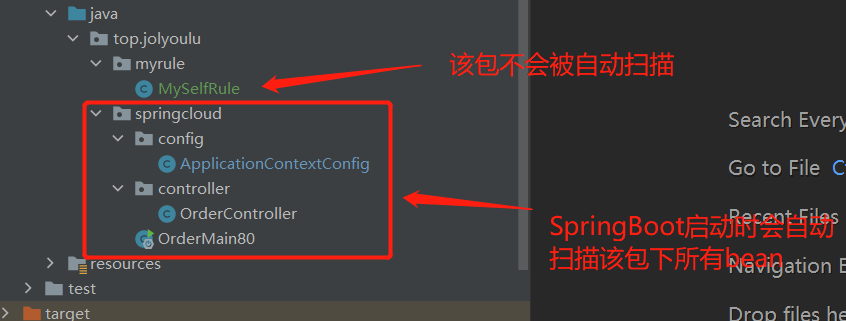 java
top.jolyoulu
myrule
该包不会被自动扫描
MySelfRule
springcloud
config
Search Every
ApplicationContextConfig
Go to File C
controller
OrderController
Recent Files
SpringBoot启动时会自动
OrderMain80
扫描该包下所有bean
resources
Navigation B
test
target
Drop files he